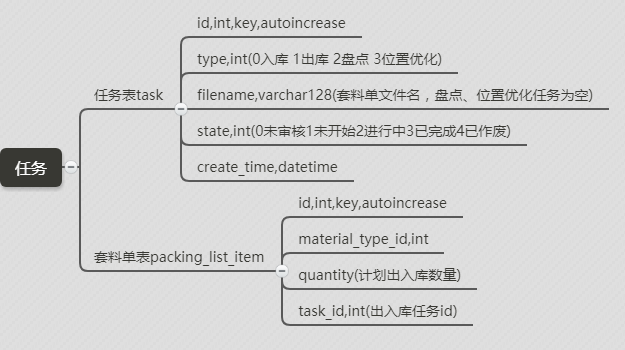 任务
任务表task
id,int,key,autoincrease
type,int(0入库 1出库 2盘点 3位置优化)
filename,varchar128(套料单文件名，盘点、位置优化任务为空)
state,int(0未审核1未开始2进行中3已完成4已作废)
create_time,datetime
套料单表packing_list_item
id,int,key,autoincrease
material_type_id,int
quantity(计划出入库数量)
task_id,int(出入库任务id)